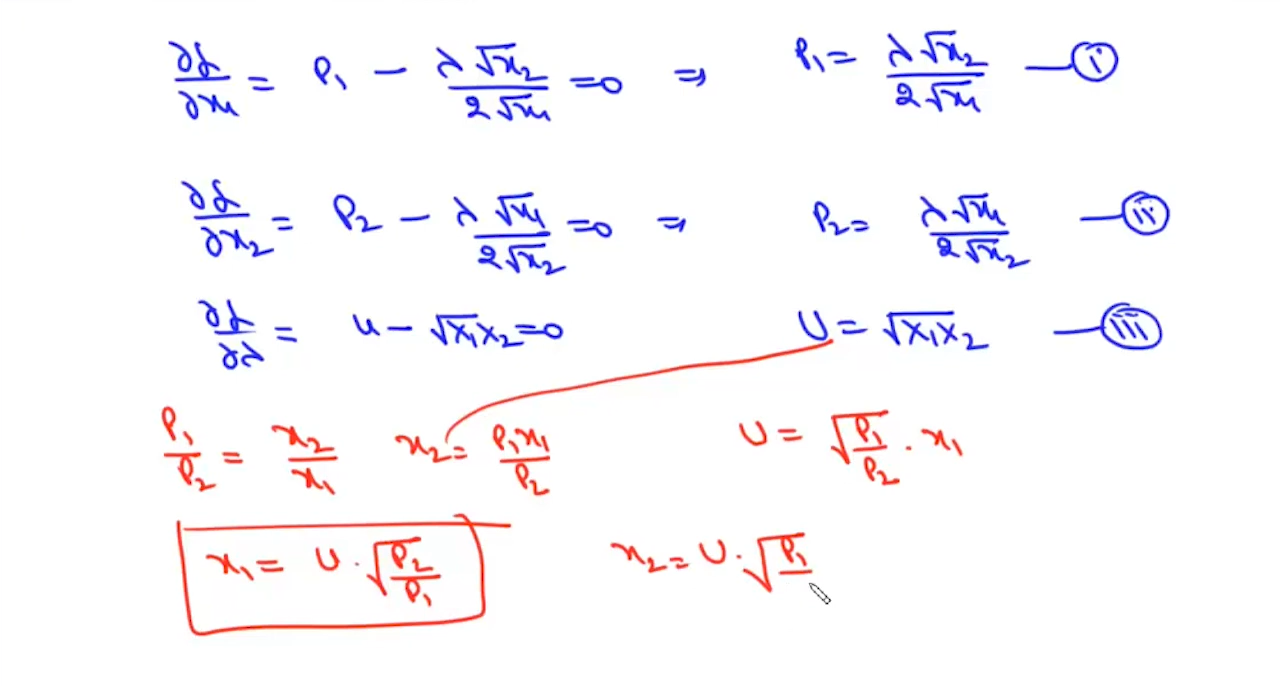 ∂ℒ/∂x₁ = P₁ − λ√x₂/2√x₁ = 0 ⇒ P₁ = λ√x₂/2√x₁ — (i)
∂ℒ/∂x₂ = P₂ − λ√x₁/2√x₂ = 0 ⇒ P₂ = λ√x₁/2√x₂ — (ii)
∂ℒ/∂λ = u − √x₁x₂ = 0 U = √x₁x₂ — (iii)
P₁/P₂ = x₂/x₁ x₂ = P₁x₁/P₂ U = √P₁/P₂ · x₁
x₁ = U · √P₂/P₁ x₂ = U · √P₁/